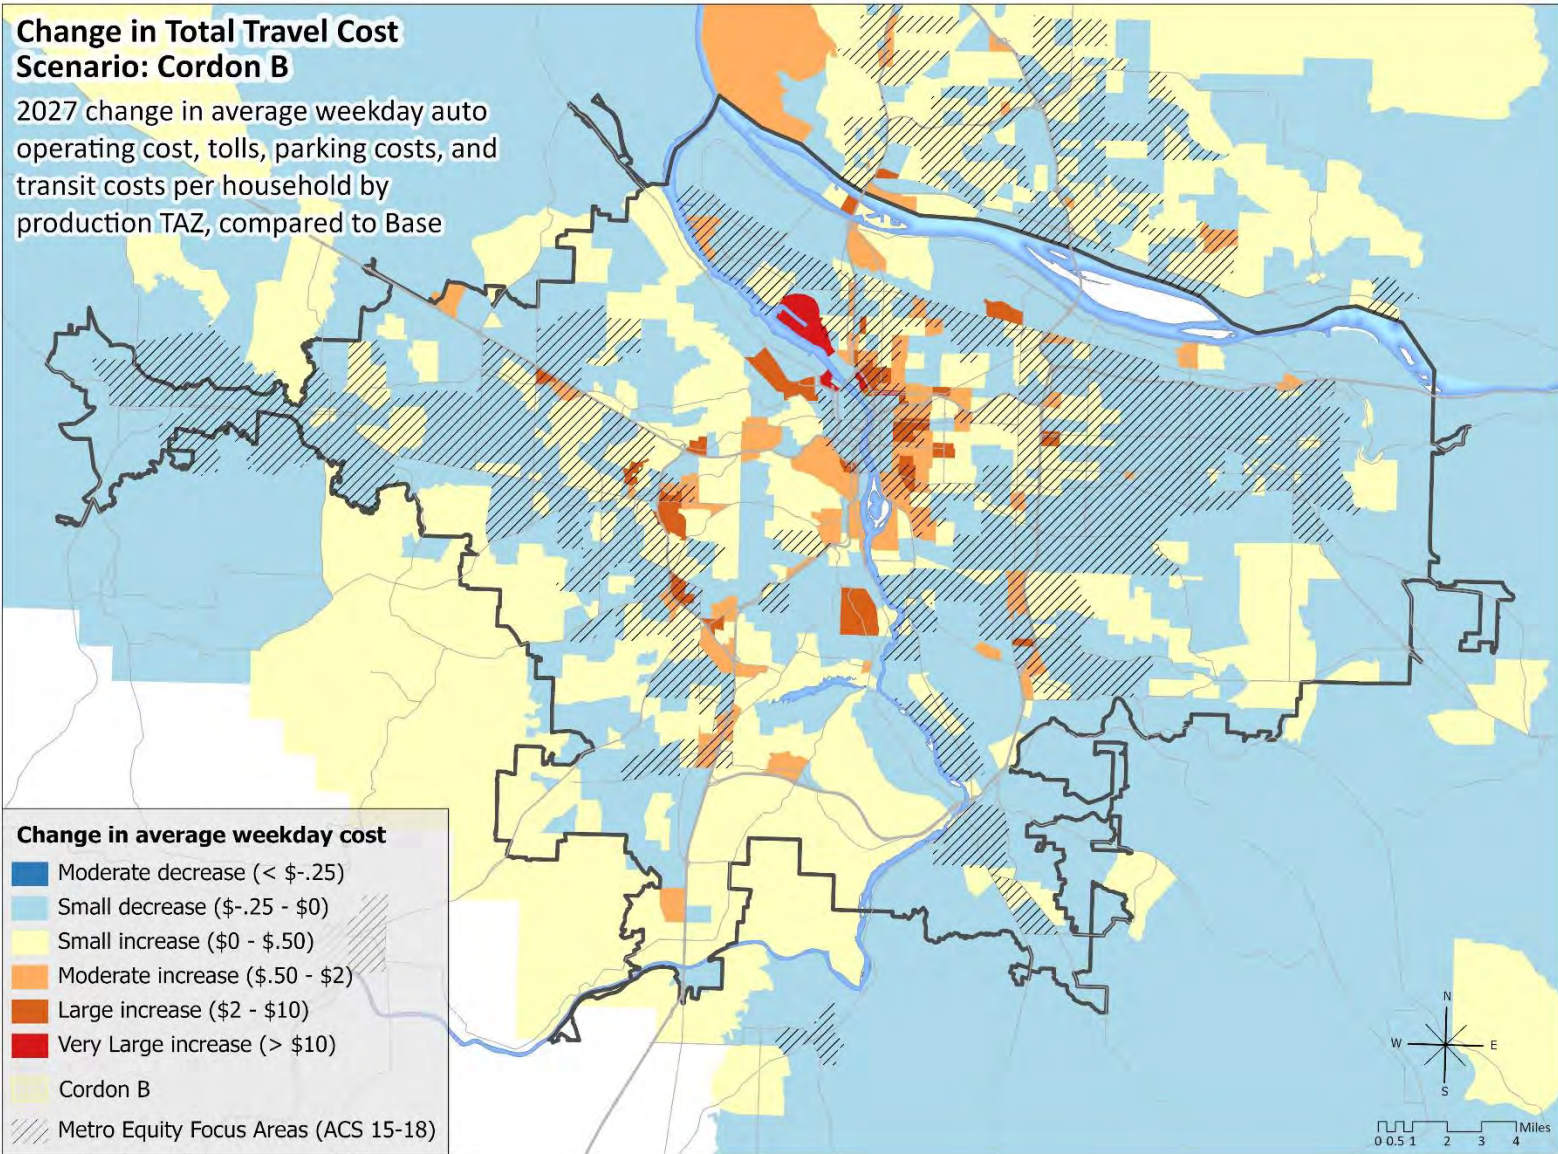 Change in Total Travel Cost
Scenario: Cordon B
2027 change in average weekday auto
operating cost, tolls, parking costs, and
transit costs per household by
production TAZ, compared to Base
Change in average weekday cost
Moderate decrease (< $-.25)
Small decrease ($-.25 - $0)
Small increase ($0 - $.50)
Moderate increase ($.50 - $2)
Large increase ($2 - $10)
Very Large increase (> $10)
Cordon B
Metro Equity Focus Areas (ACS 15-18)
N
W E
S
Miles
0 0.5 1 2 3 4